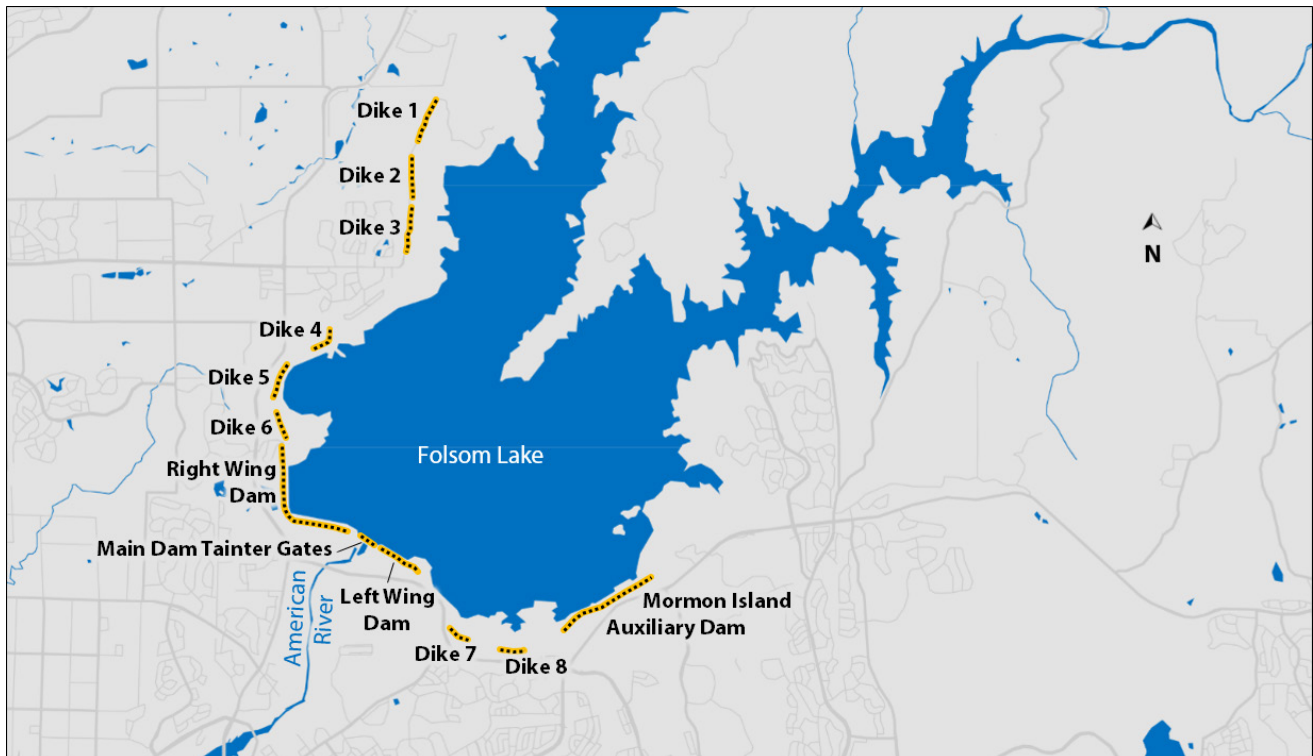 Dike 1
Dike 2
Dike 3
N
Dike 4
Dike 5
Dike 6
Folsom Lake
Right Wing
Dam
Main Dam Tainter Gates
American
River
Left Wing
Dam
Mormon Island
Auxiliary Dam
Dike 7
Dike 8